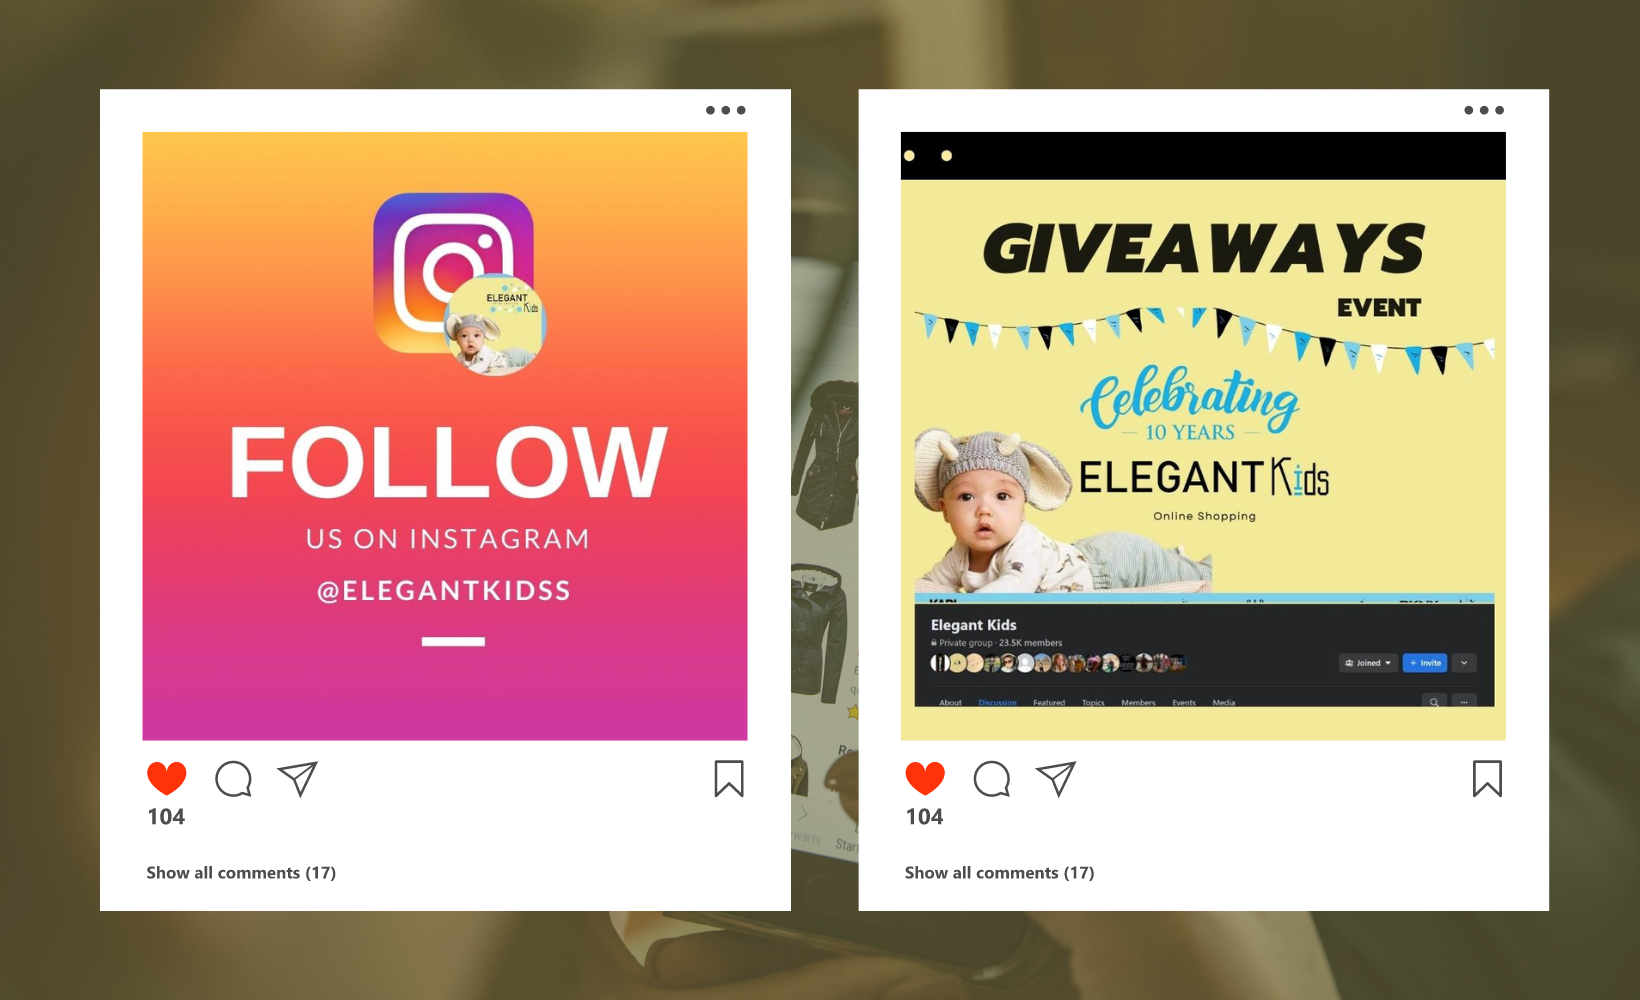 ELEGANT
Kids
FOLLOW
US ON INSTAGRAM
@ELEGANTKIDSS
104
Show all comments (17)
GIVEAWAYS
EVENT
Celebrating
10 YEARS
ELEGANT Kids
Online Shopping
Elegant Kids
Private group · 23.5K members
Joined
+ Invite
About Discussion Featured Topics Members Events Media
104
Show all comments (17)